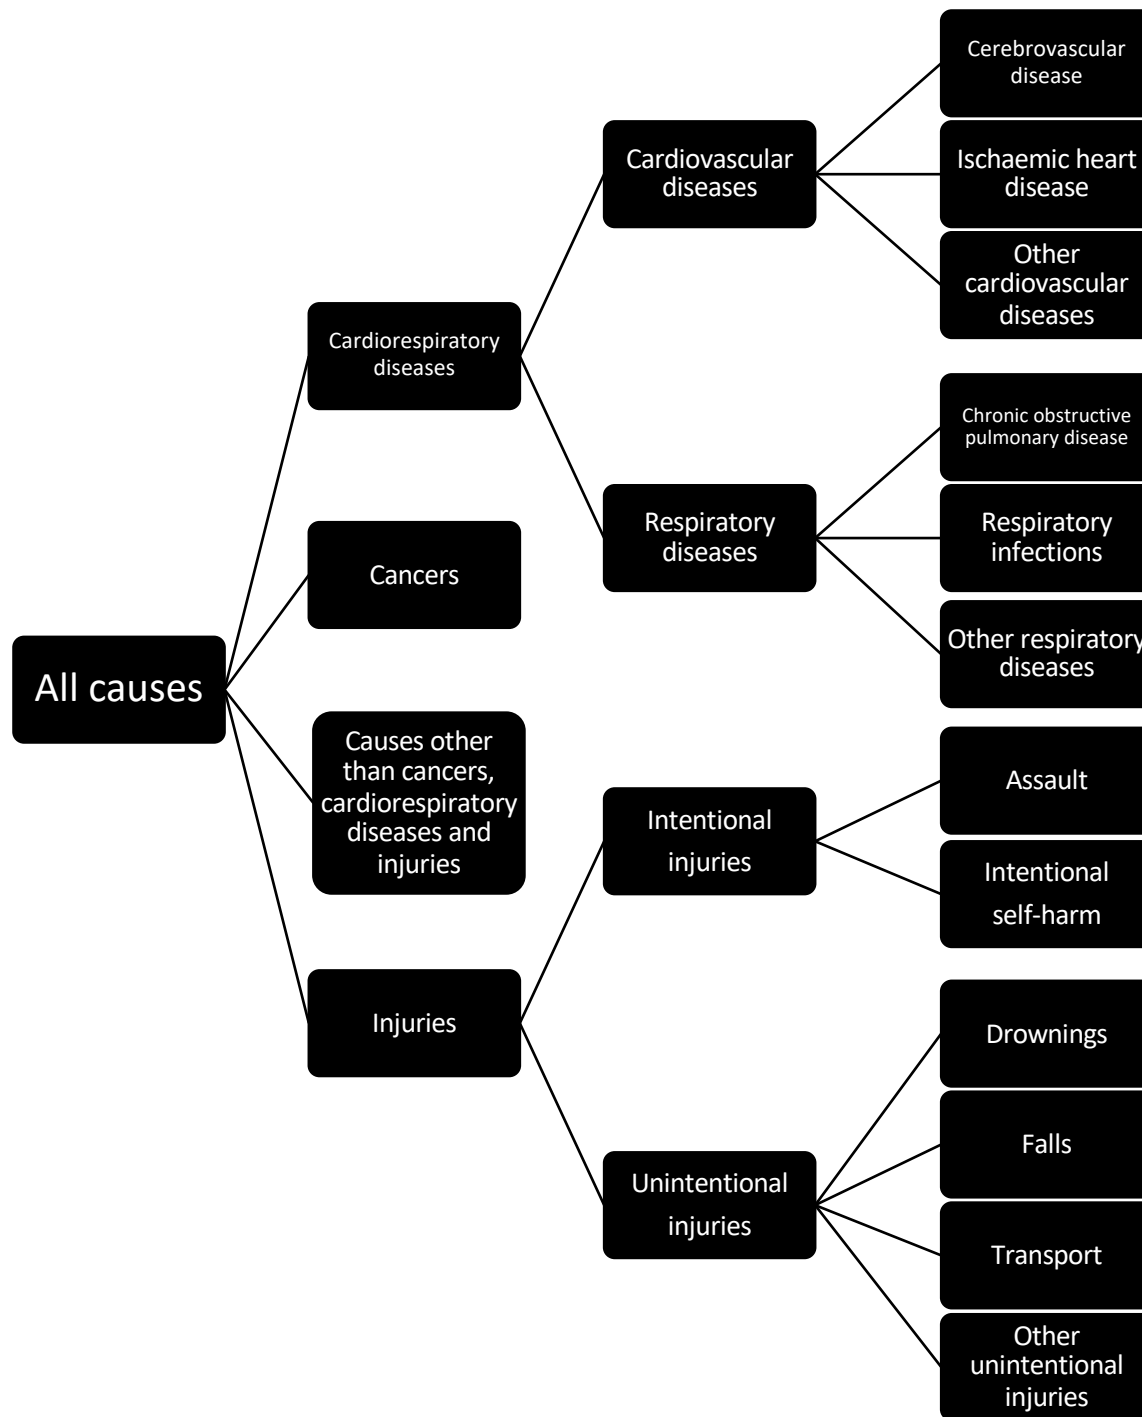 Cerebrovascular
disease
Cardiovascular
diseases
Ischaemic heart
disease
Other
cardiovascular
diseases
Cardiorespiratory
diseases
Chronic obstructive
pulmonary disease
Respiratory
diseases
Respiratory
infections
Other respiratory
diseases
Cancers
All causes
Causes other
than cancers,
cardiorespiratory
diseases and
injuries
Intentional
injuries
Assault
Intentional
self-harm
Injuries
Drownings
Falls
Unintentional
injuries
Transport
Other
unintentional
injuries